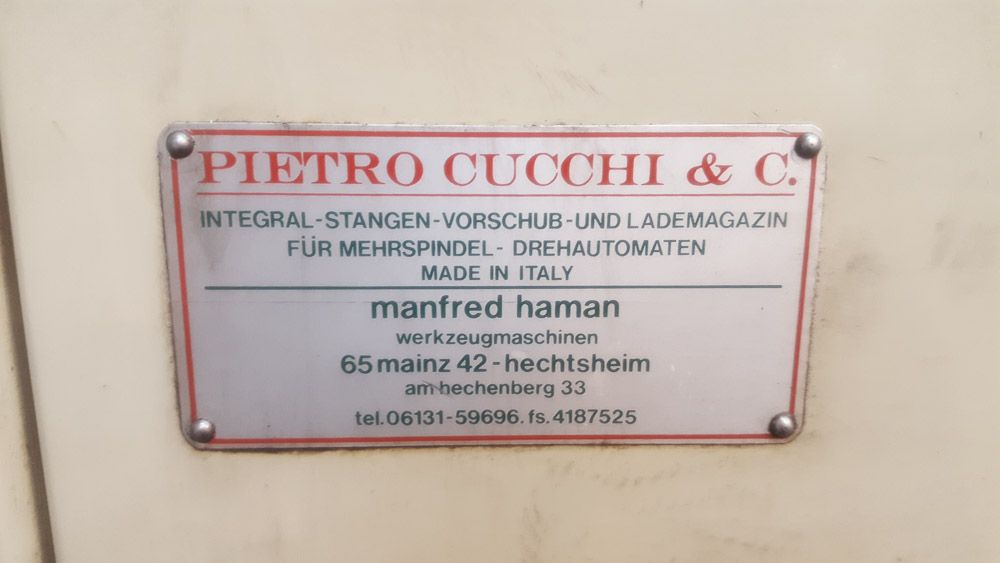 PIETRO CUCCHI & C.
INTEGRAL-STANGEN-VORSCHUB-UND LADEMAGAZIN
FÜR MEHRSPINDEL- DREHAUTOMATEN
MADE IN ITALY
manfred haman
werkzeugmaschinen
65 mainz 42-hechtsheim
am hechenberg 33
tel.06131-59696.fs.4187525